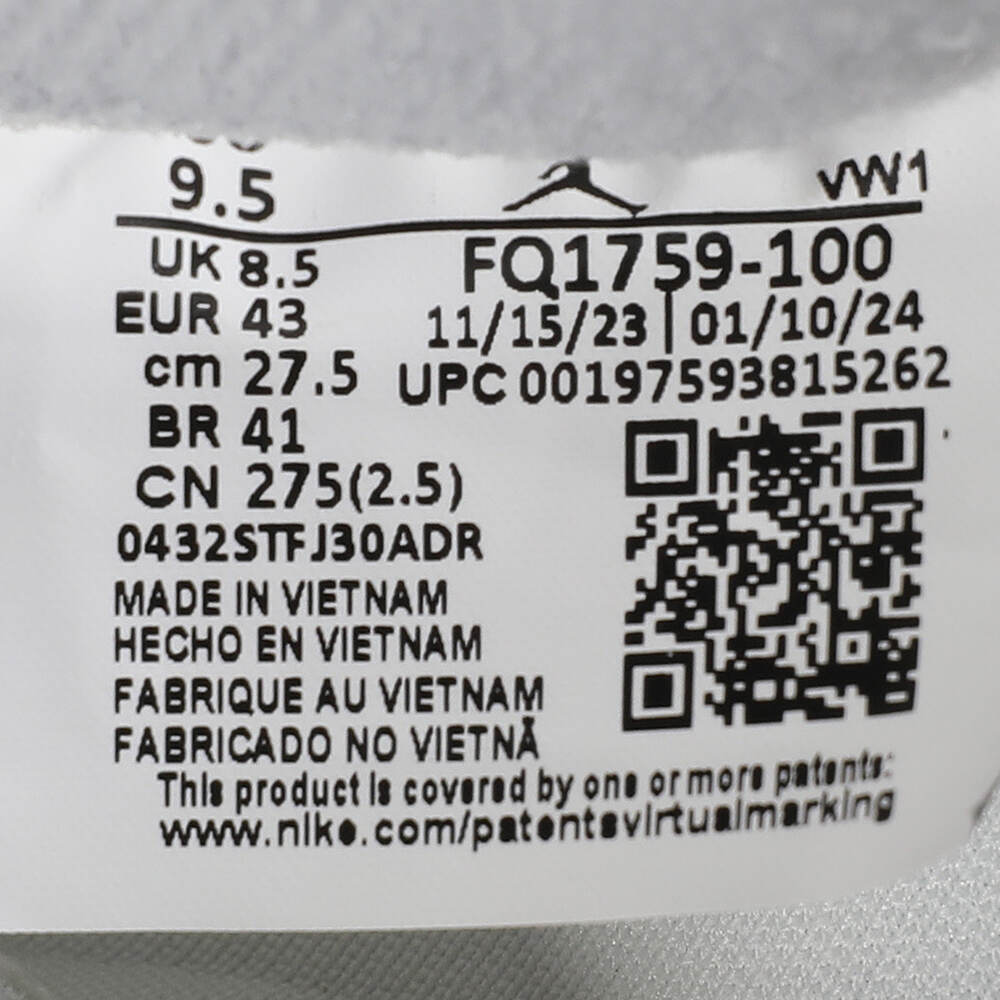 9.5 VW1
UK 8.5 FQ1759-100
EUR 43 11/15/23 | 01/10/24
cm 27.5 UPC 00197593815262
BR 41
CN 275(2.5)
0432STFJ30ADR
MADE IN VIETNAM
HECHO EN VIETNAM
FABRIQUE AU VIETNAM
FABRICADO NO VIETNÃ
This product is covered by one or more patents:
www.nike.com/patentsvirtualmarking